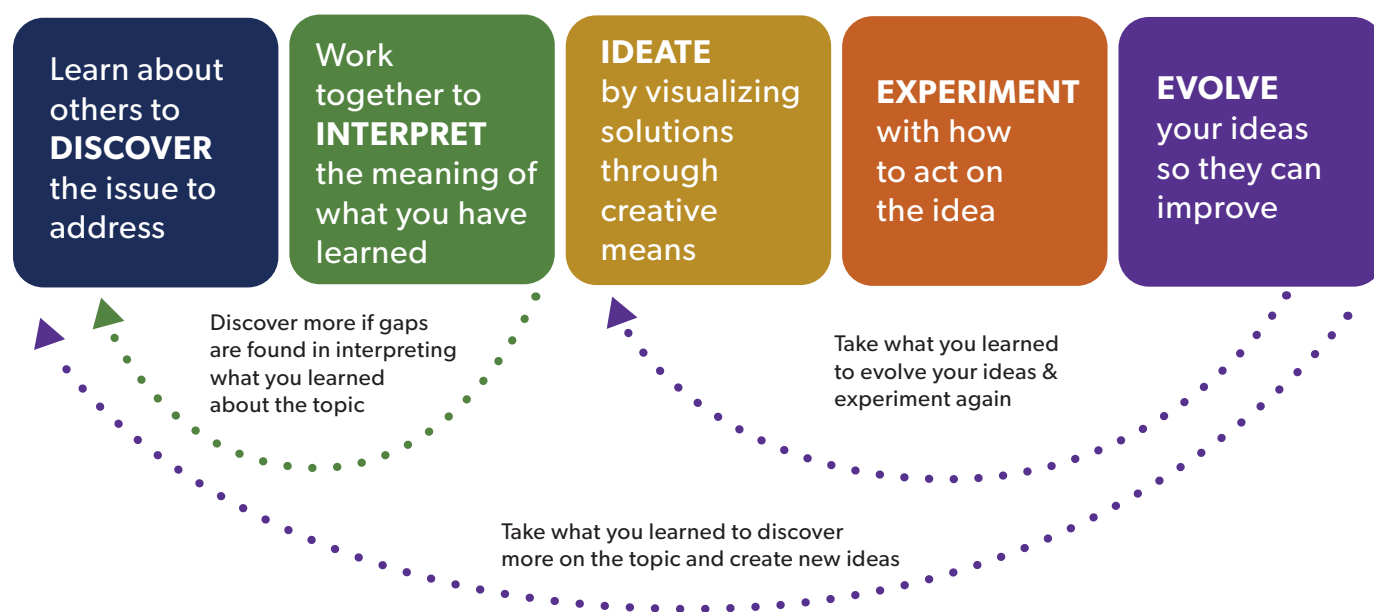 Learn about
others to
DISCOVER
the issue to
address
Work
together to
INTERPRET
the meaning of
what you have
learned
IDEATE
by visualizing
solutions
through
creative
means
EXPERIMENT
with how
to act on
the idea
EVOLVE
your ideas
so they can
improve
Discover more if gaps
are found in interpreting
what you learned
about the topic
Take what you learned
to evolve your ideas &
experiment again
Take what you learned to discover
more on the topic and create new ideas